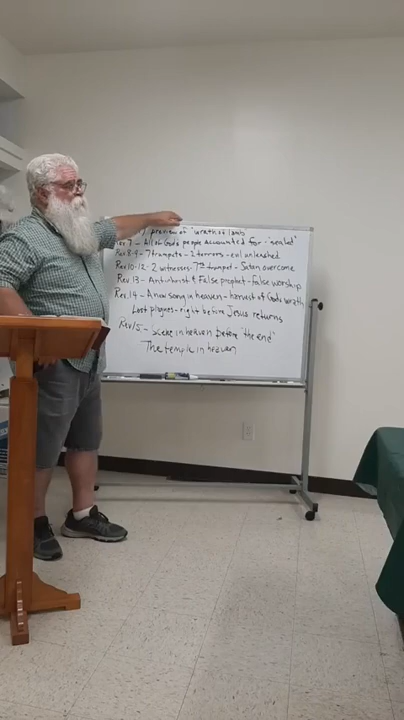 preview of "wrath of lamb
Rev 7 - All of God's people accounted for - "sealed"
Rev 8-9 - 7 trumpets - 2 terrors - evil unleashed
Rev 10-12 - 2 witnesses - 7th trumpet - Satan overcome
Rev. 13 - Antichrist & False prophet - False worship
Rev. 14 - A new song in heaven - harvest of God's wrath
Last plagues - right before Jesus returns
Rev 15 - Scene in heaven before "the end"
The temple in heaven